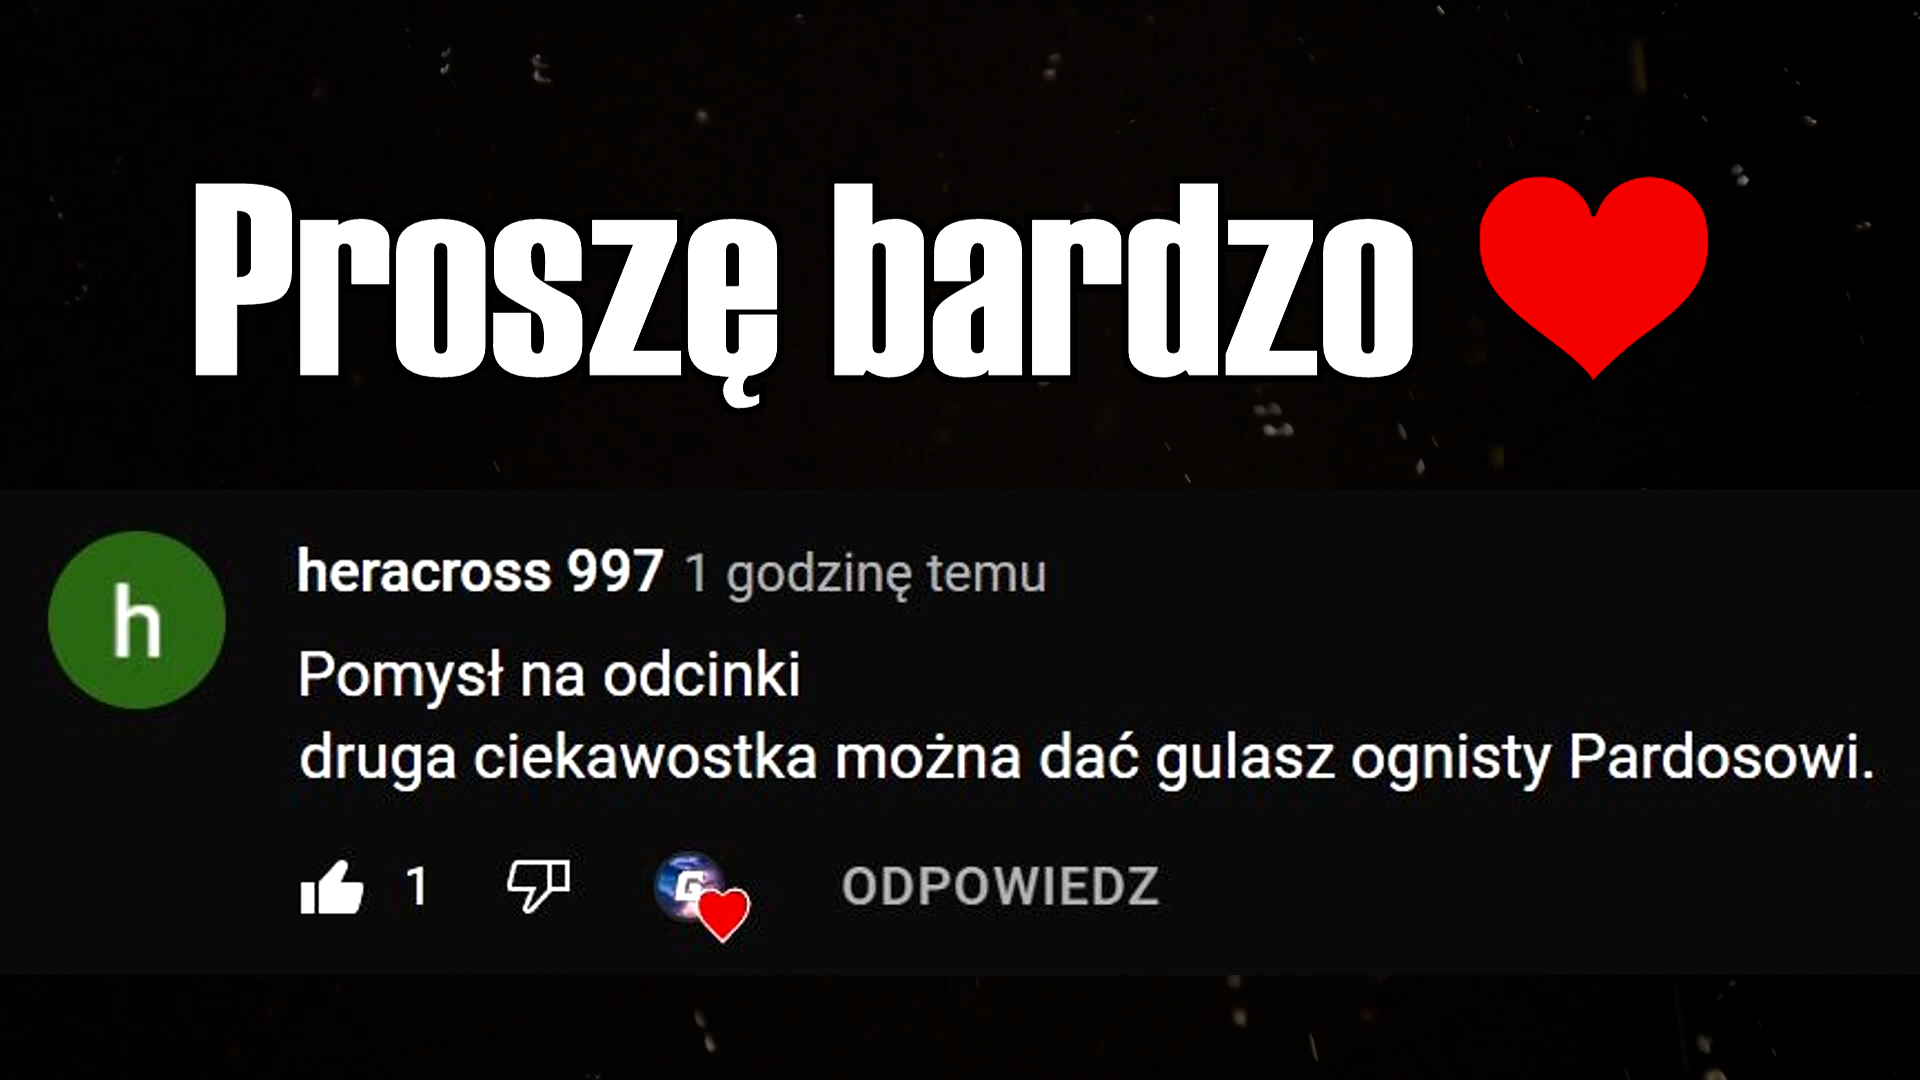 Proszę bardzo
h
heracross 997 1 godzinę temu
Pomysł na odcinki
druga ciekawostka można dać gulasz ognisty Pardosowi.
1
G
ODPOWIEDZ